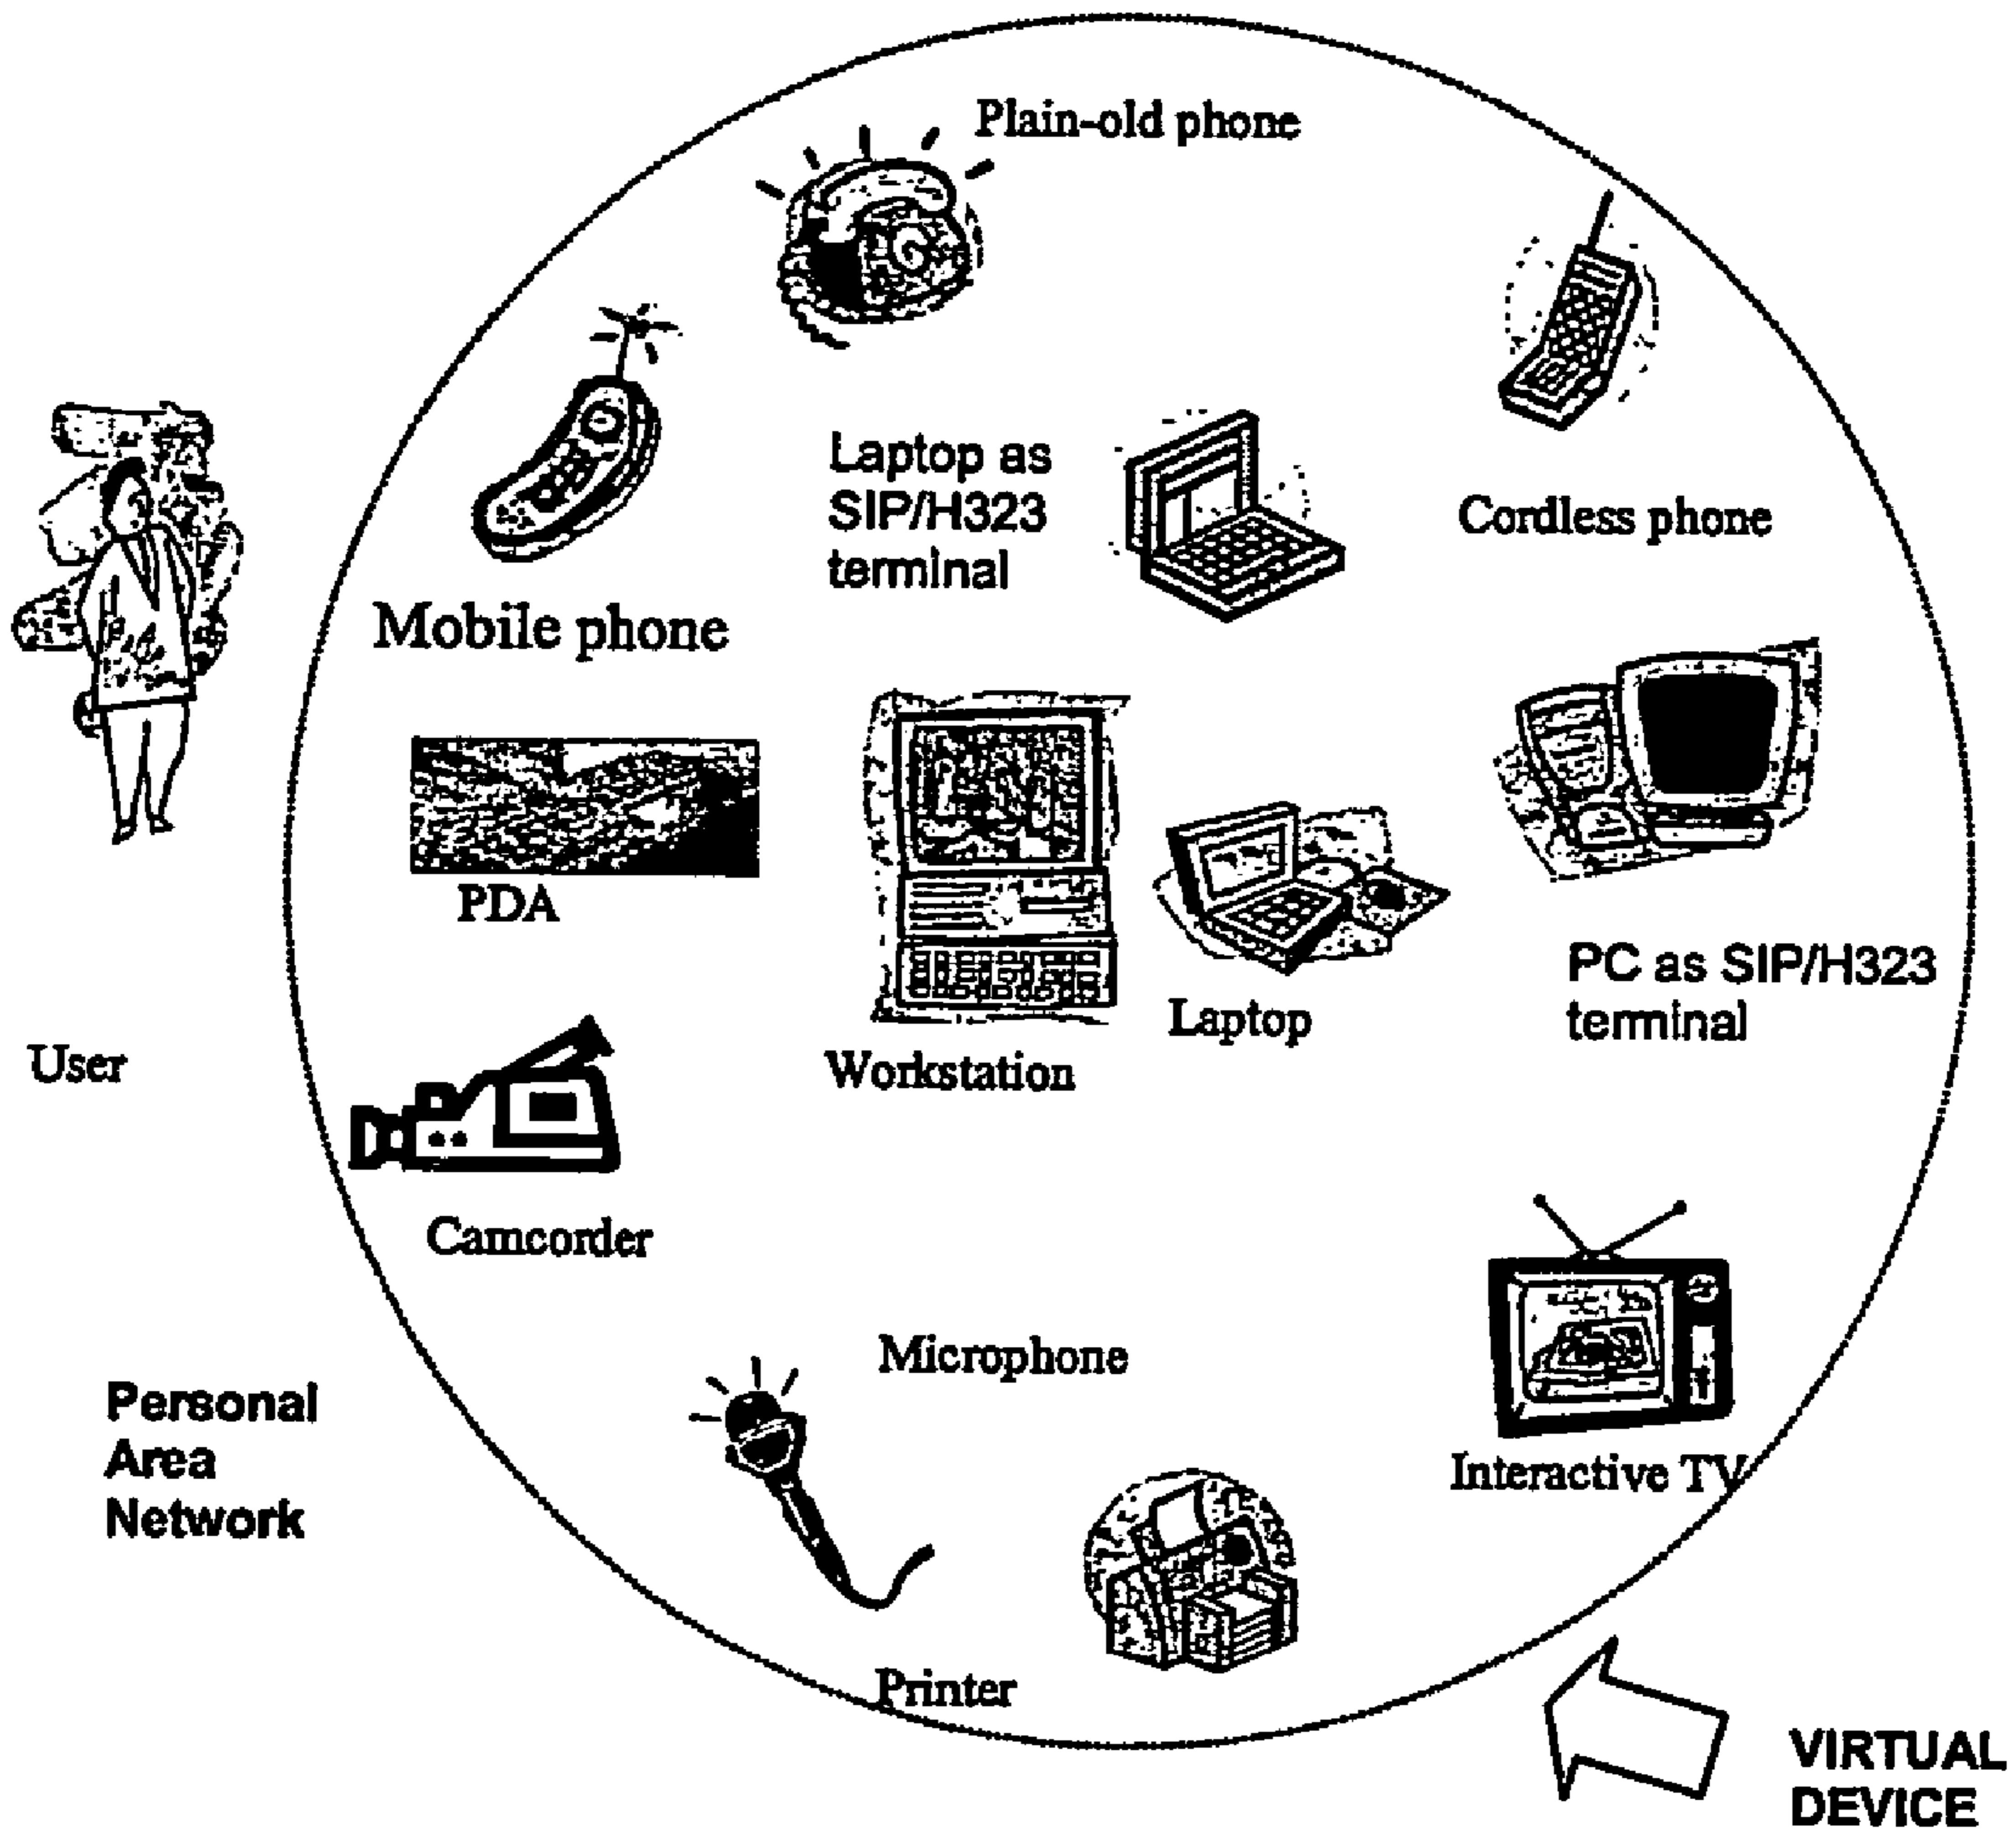 Plain-old phone
Laptop as
SIP/H323
terminal
Cordless phone
Mobile phone
PDA
PC as SIP/H323
terminal
Laptop
User
Workstation
Camcorder
Microphone
Personal
Area
Network
Interactive TV
Printer
VIRTUAL
DEVICE